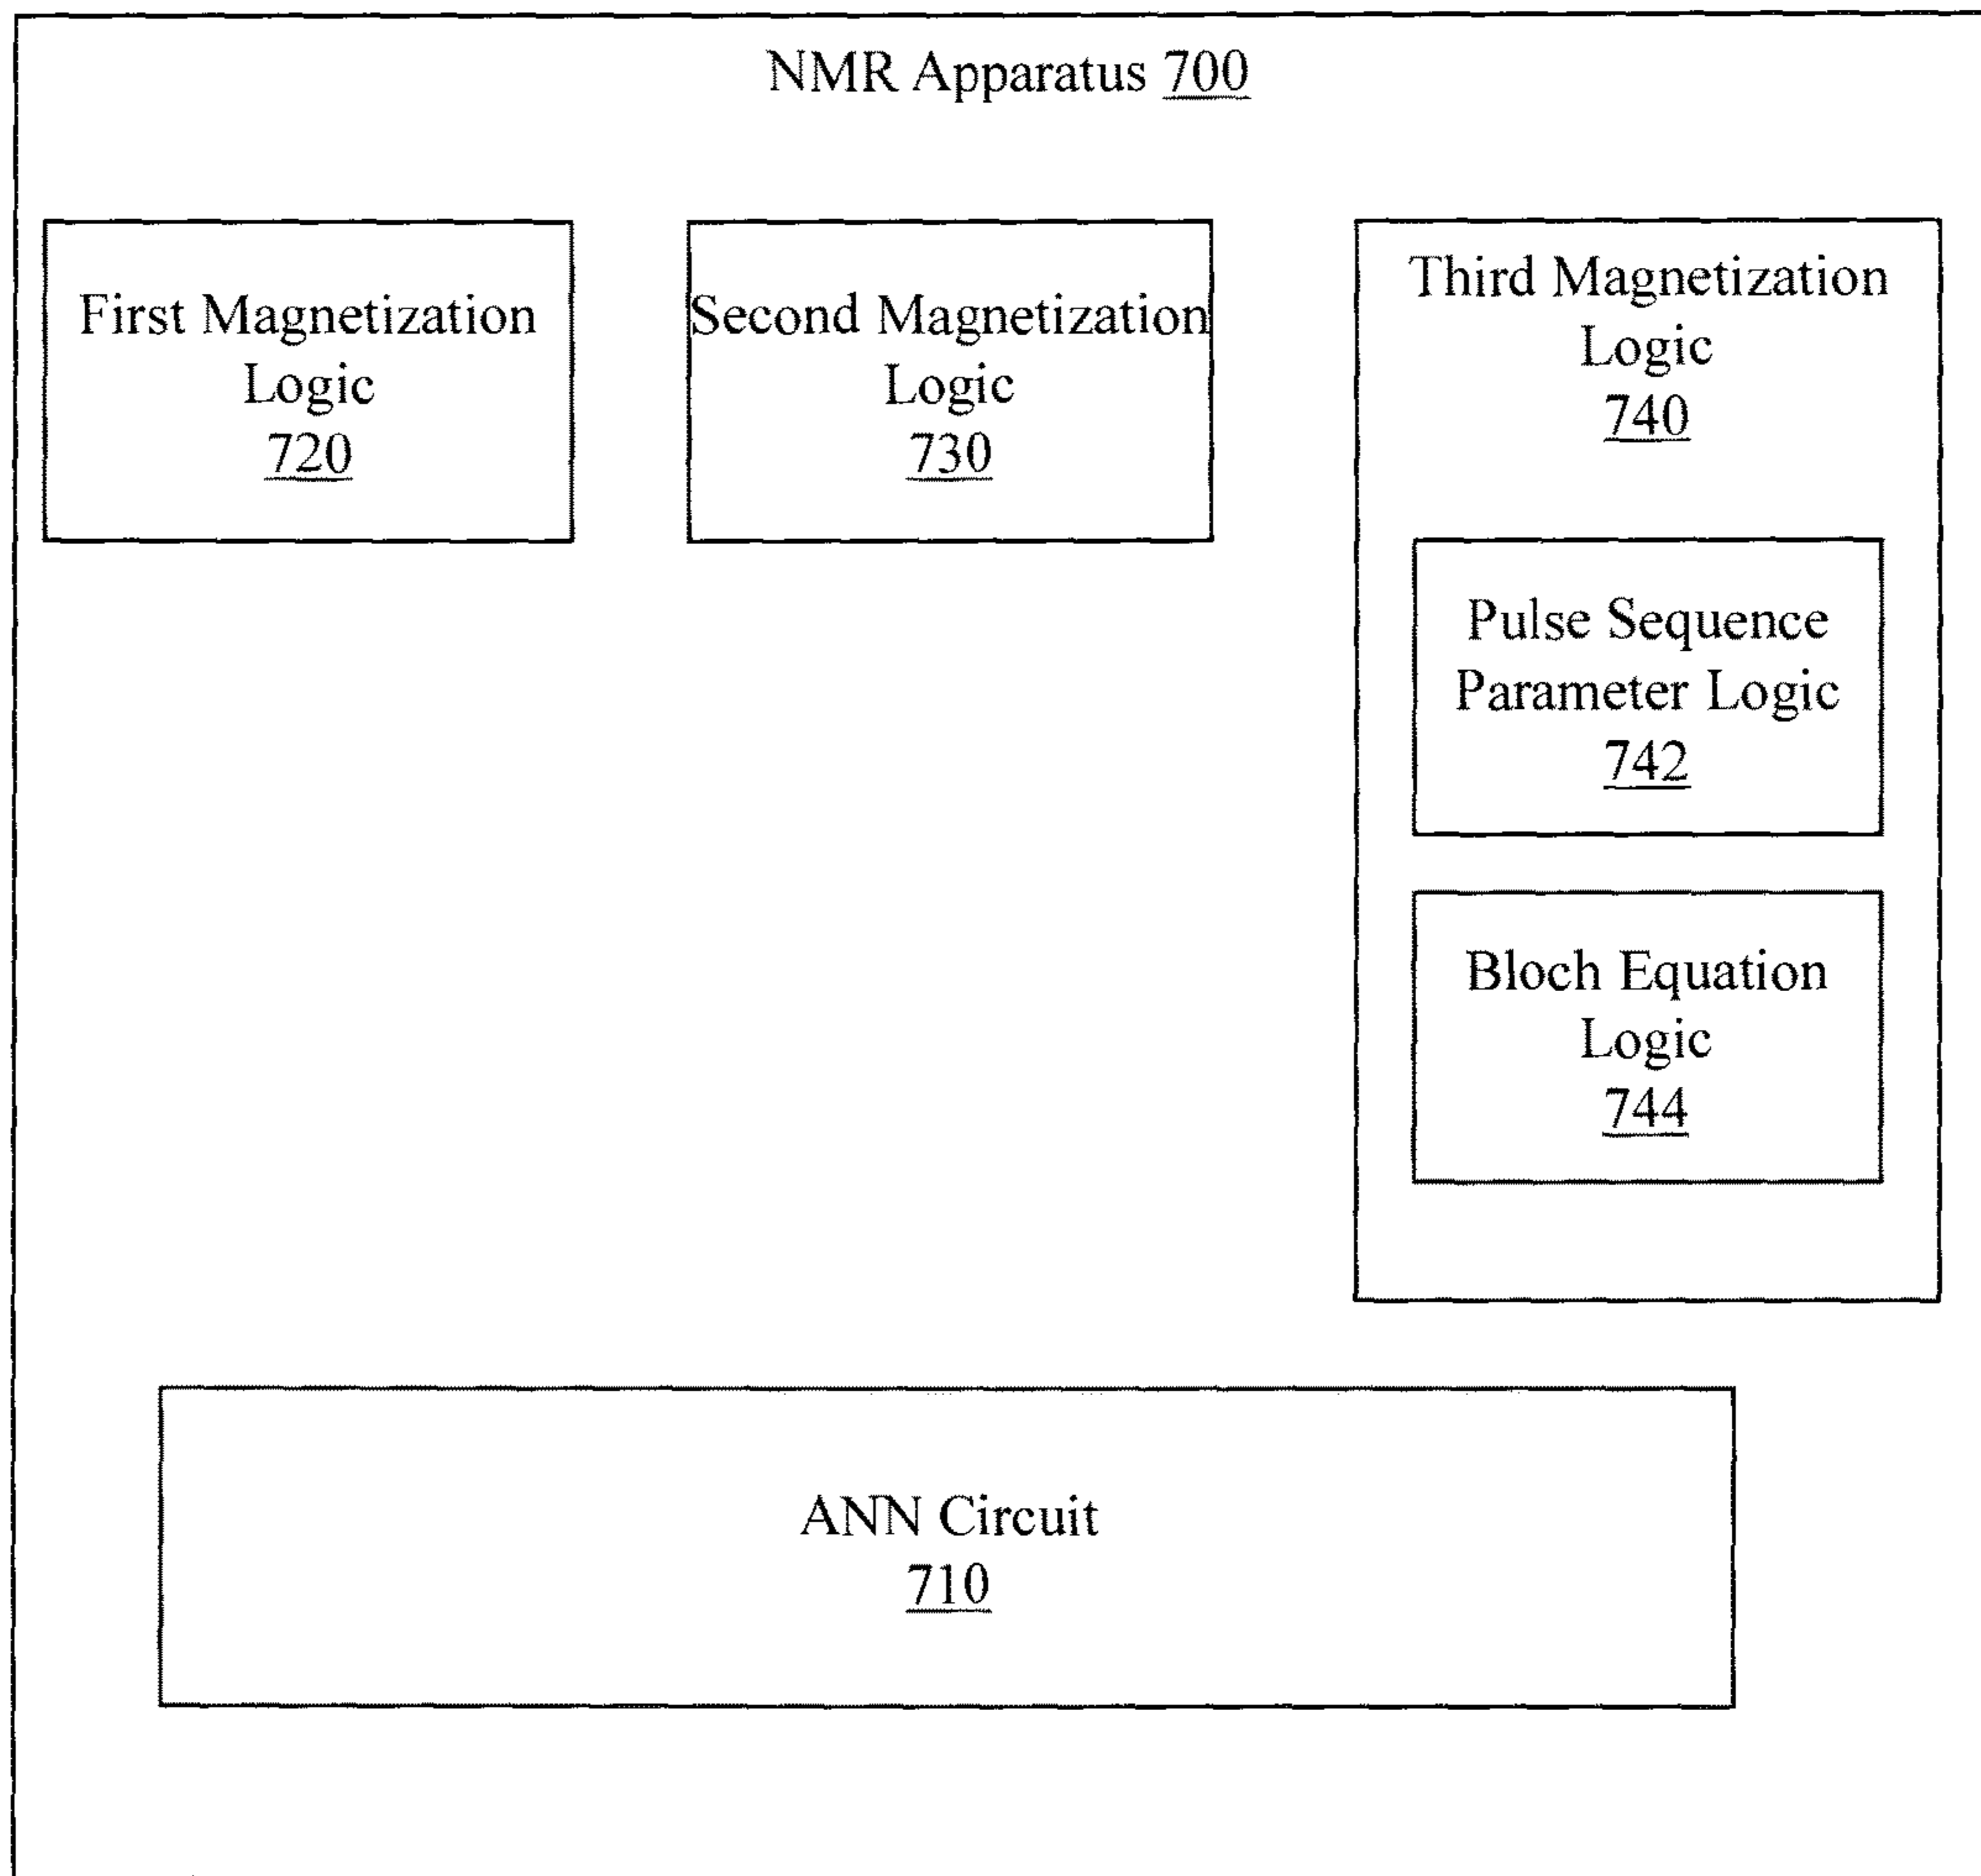 NMR Apparatus 700
First Magnetization
Logic
720
Second Magnetization
Logic
730
Third Magnetization
Logic
740
Pulse Sequence
Parameter Logic
742
Bloch Equation
Logic
744
ANN Circuit
710